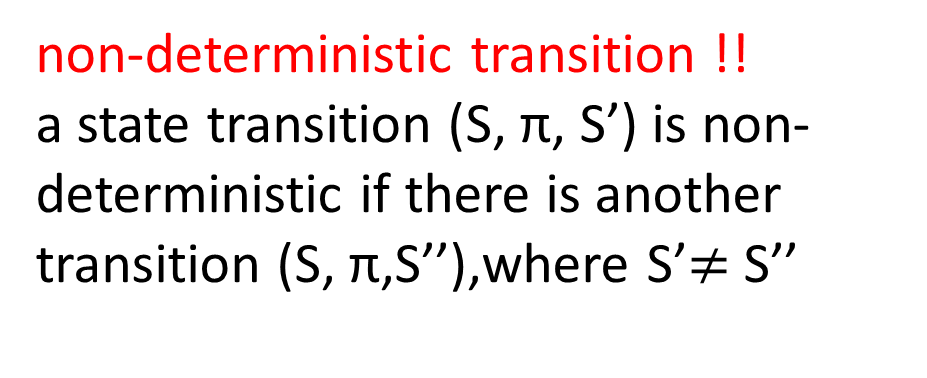 non-deterministic transition !!
a state transition (S, π, S’) is non-
deterministic if there is another
transition (S, π,S’’),where S’≠ S’’